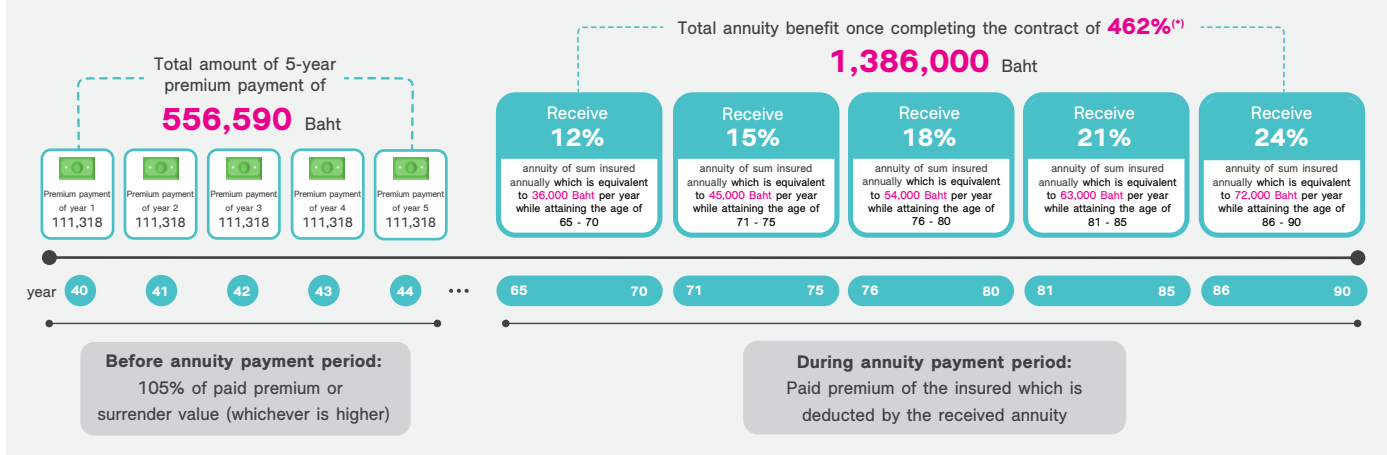 Total amount of 5-year
premium payment of
556,590 Baht
Premium payment
of year 1
111,318
Premium payment
of year 2
111,318
Premium payment
of year 3
111,318
Premium payment
of year 4
111,318
Premium payment
of year 5
111,318
Total annuity benefit once completing the contract of 462%(*)
1,386,000 Baht
Receive
12%
annuity of sum insured
annually which is equivalent
to 36,000 Baht per year
while attaining the age of
65 - 70
Receive
15%
annuity of sum insured
annually which is equivalent
to 45,000 Baht per year
while attaining the age of
71 - 75
Receive
18%
annuity of sum insured
annually which is equivalent
to 54,000 Baht per year
while attaining the age of
76 - 80
Receive
21%
annuity of sum insured
annually which is equivalent
to 63,000 Baht per year
while attaining the age of
81 - 85
Receive
24%
annuity of sum insured
annually which is equivalent
to 72,000 Baht per year
while attaining the age of
86 - 90
year 40 41 42 43 44 ... 65 70 71 75 76 80 81 85 86 90
Before annuity payment period:
105% of paid premium or
surrender value (whichever is higher)
During annuity payment period:
Paid premium of the insured which is
deducted by the received annuity